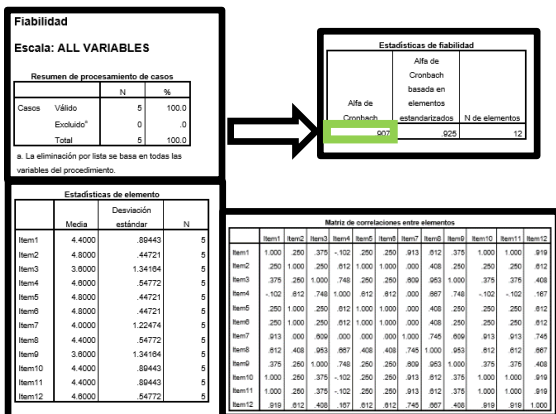 Fiabilidad
Escala: ALL VARIABLES
Resumen de procesamiento de casos
N %
Casos Válido 5 100.0
Excluidoª 0 .0
Total 5 100.0
a. La eliminación por lista se basa en todas las
variables del procedimiento.
Estadísticas de fiabilidad
Alfa de Cronbach Alfa de Cronbach basada en elementos estandarizados N de elementos
.907 .925 12
Estadísticas de elemento
Media Desviación estándar N
Item1 4.4000 .89443 5
Item2 4.8000 .44721 5
Item3 3.6000 1.34164 5
Item4 4.6000 .54772 5
Item5 4.8000 .44721 5
Item6 4.8000 .44721 5
Item7 4.0000 1.22474 5
Item8 4.4000 .54772 5
Item9 3.6000 1.34164 5
Item10 4.4000 .89443 5
Item11 4.4000 .89443 5
Item12 4.6000 .54772 5
Matriz de correlaciones entre elementos
Item1 Item2 Item3 Item4 Item5 Item6 Item7 Item8 Item9 Item10 Item11 Item12
Item1 1.000 .250 .375 -.102 .250 .250 .913 .612 .375 1.000 1.000 .919
Item2 .250 1.000 .250 .612 1.000 1.000 .000 .408 .250 .250 .250 .612
Item3 .375 .250 1.000 .748 .250 .250 .609 .953 1.000 .375 .375 .408
Item4 -.102 .612 .748 1.000 .612 .612 .000 .667 .748 -.102 -.102 .167
Item5 .250 1.000 .250 .612 1.000 1.000 .000 .408 .250 .250 .250 .612
Item6 .250 1.000 .250 .612 1.000 1.000 .000 .408 .250 .250 .250 .612
Item7 .913 .000 .609 .000 .000 .000 1.000 .745 .609 .913 .913 .745
Item8 .612 .408 .953 .667 .408 .408 .745 1.000 .953 .612 .612 .667
Item9 .375 .250 1.000 .748 .250 .250 .609 .953 1.000 .375 .375 .408
Item10 1.000 .250 .375 -.102 .250 .250 .913 .612 .375 1.000 1.000 .919
Item11 1.000 .250 .375 -.102 .250 .250 .913 .612 .375 1.000 1.000 .919
Item12 .919 .612 .408 .167 .612 .612 .745 .667 .408 .919 .919 1.000